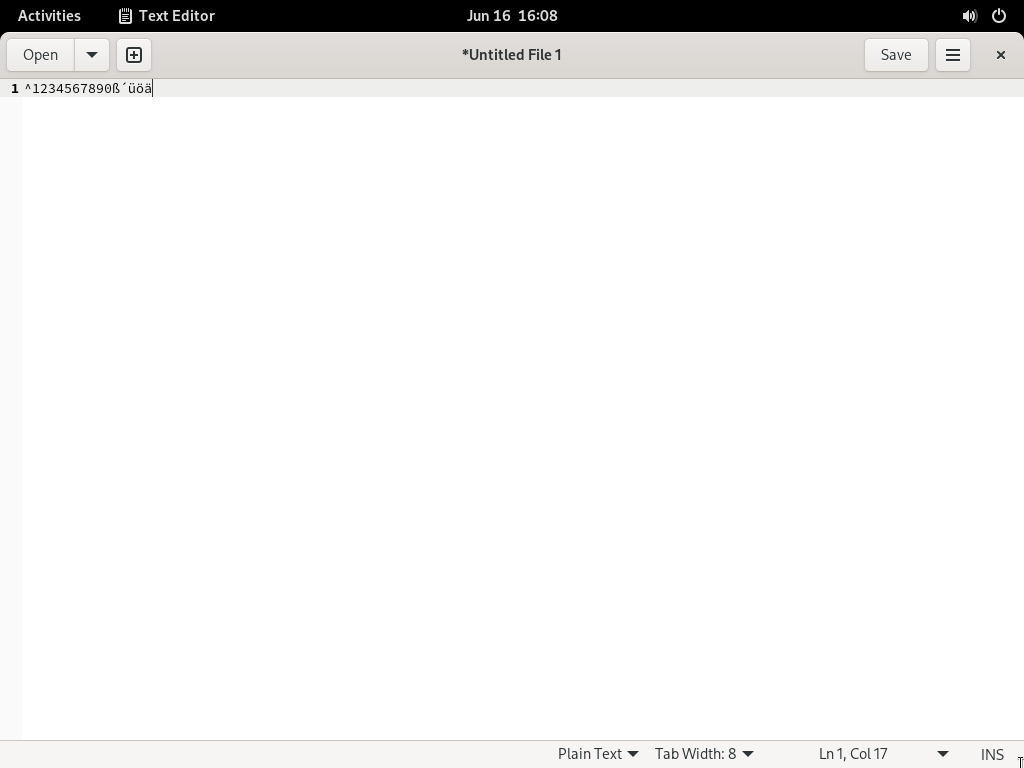 Activities Text Editor Jun 16 16:08
Open *Untitled File 1 Save
1 ^1234567890ß´üöä
Plain Text Tab Width: 8 Ln 1, Col 17 INS